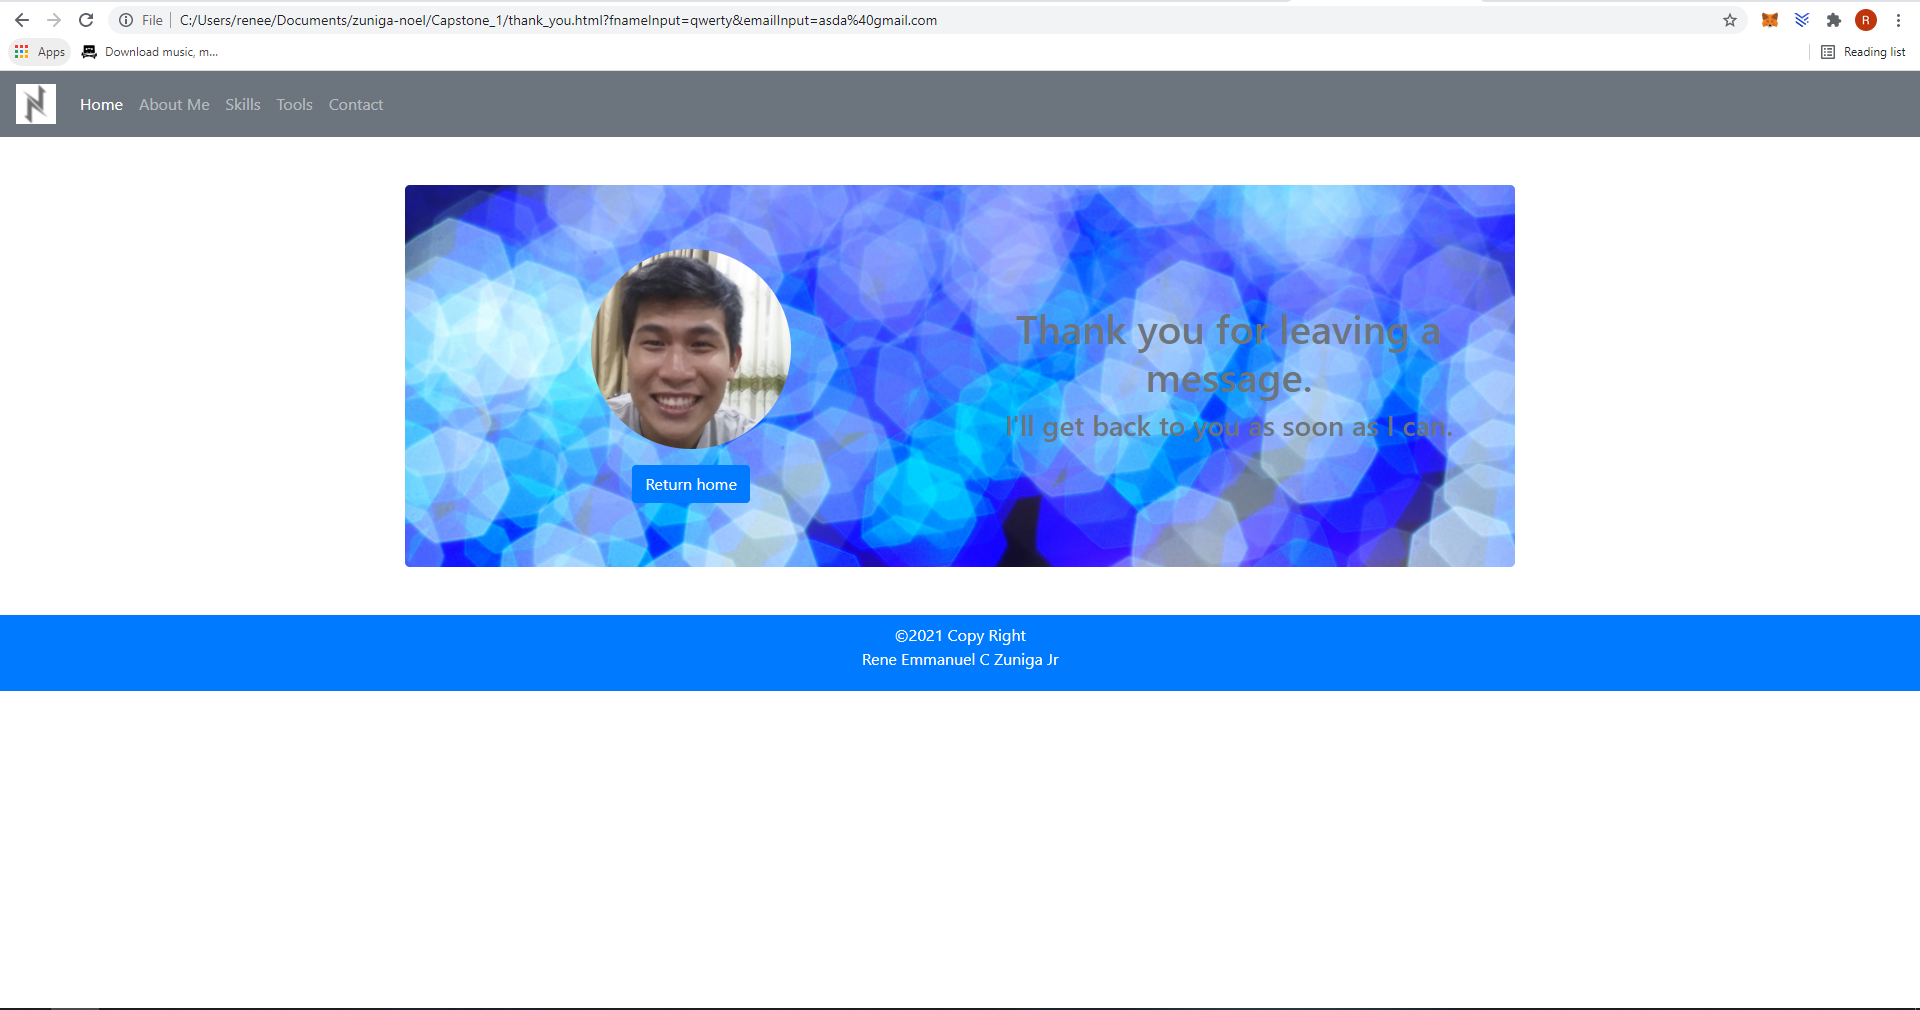 File
C:/Users/renee/Documents/zuniga-noel/Capstone_1/thank_you.html?fnameInput=qwerty&emailInput=asda%40gmail.com
R
Apps
Download music, m...
Reading list
N
Home
About Me
Skills
Tools
Contact
Thank you for leaving a
message.
I'll get back to you as soon as I can.
Return home
©2021 Copy Right
Rene Emmanuel C Zuniga Jr